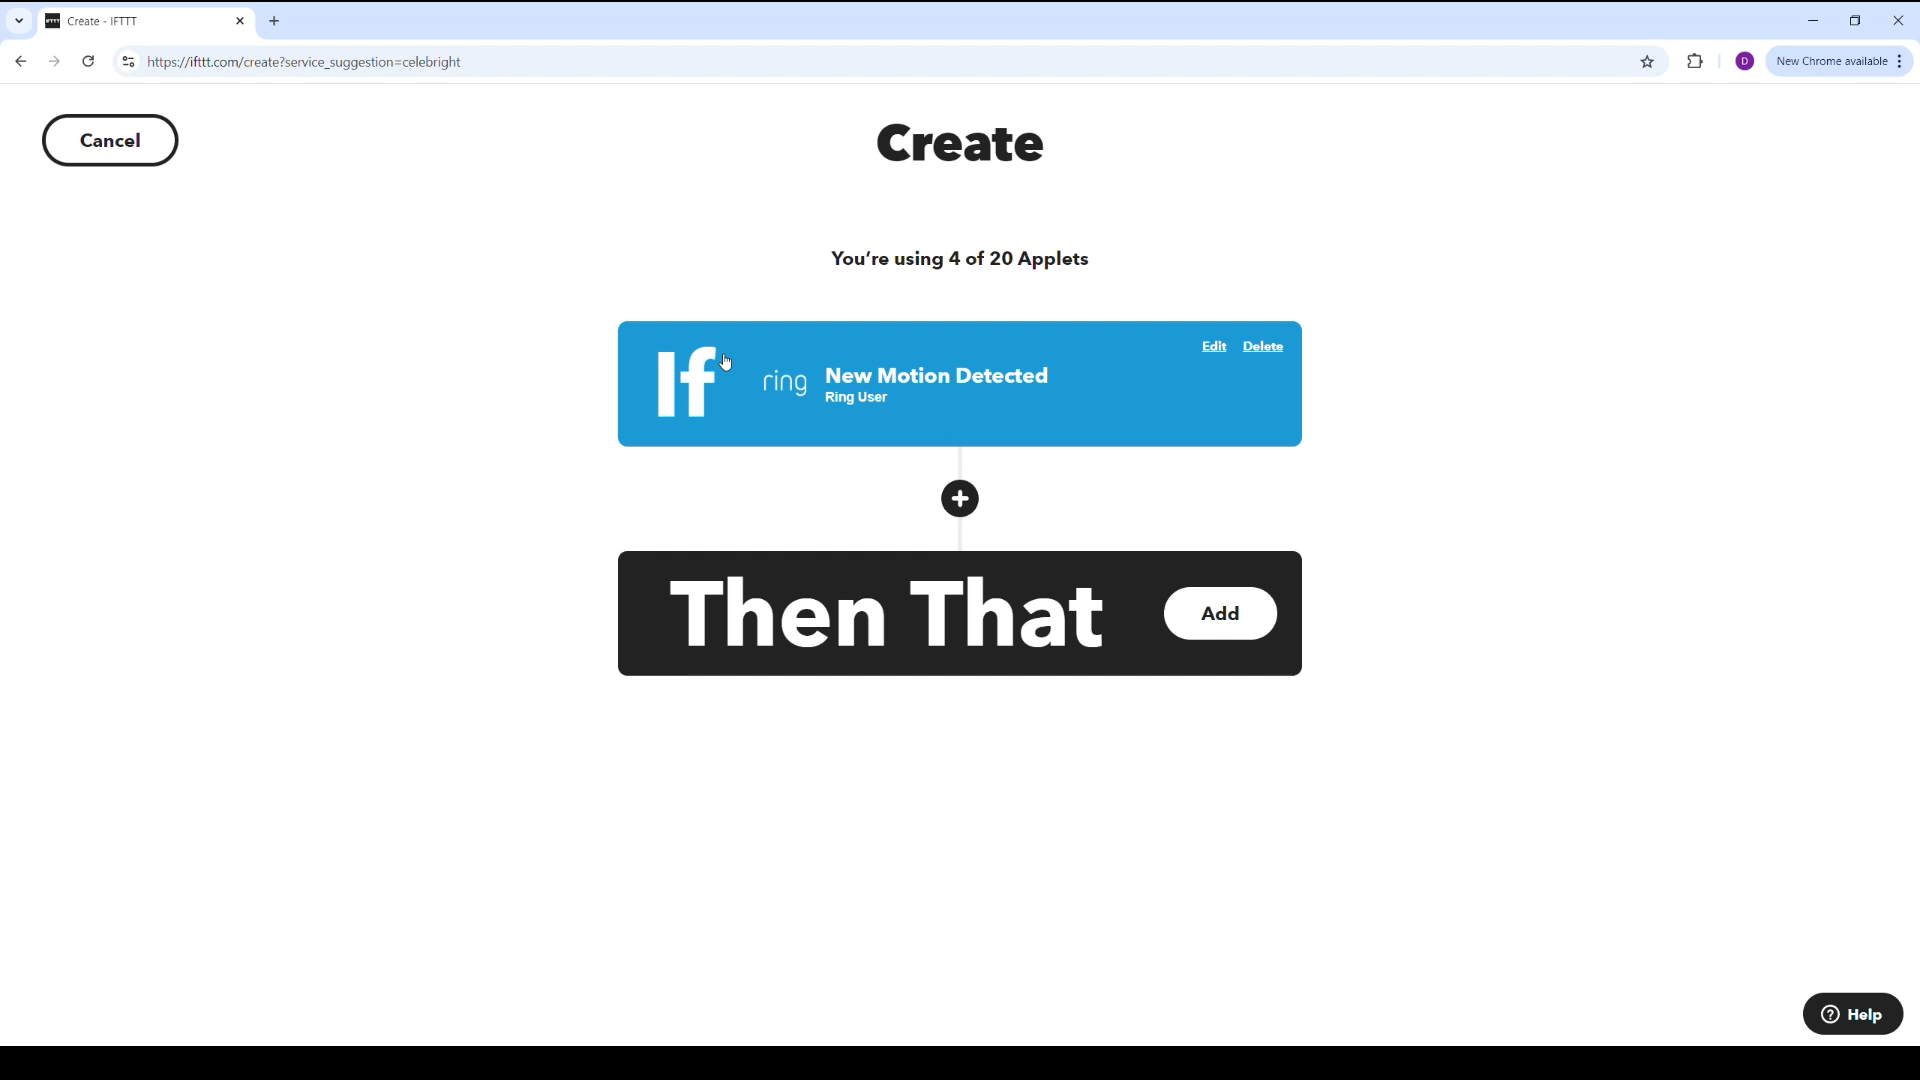 IFTTT Create - IFTTT
https://ifttt.com/create?service_suggestion=celebright
D
New Chrome available
Cancel
Create
You're using 4 of 20 Applets
Edit Delete
If
ring
New Motion Detected
Ring User
Then That
Add
? Help